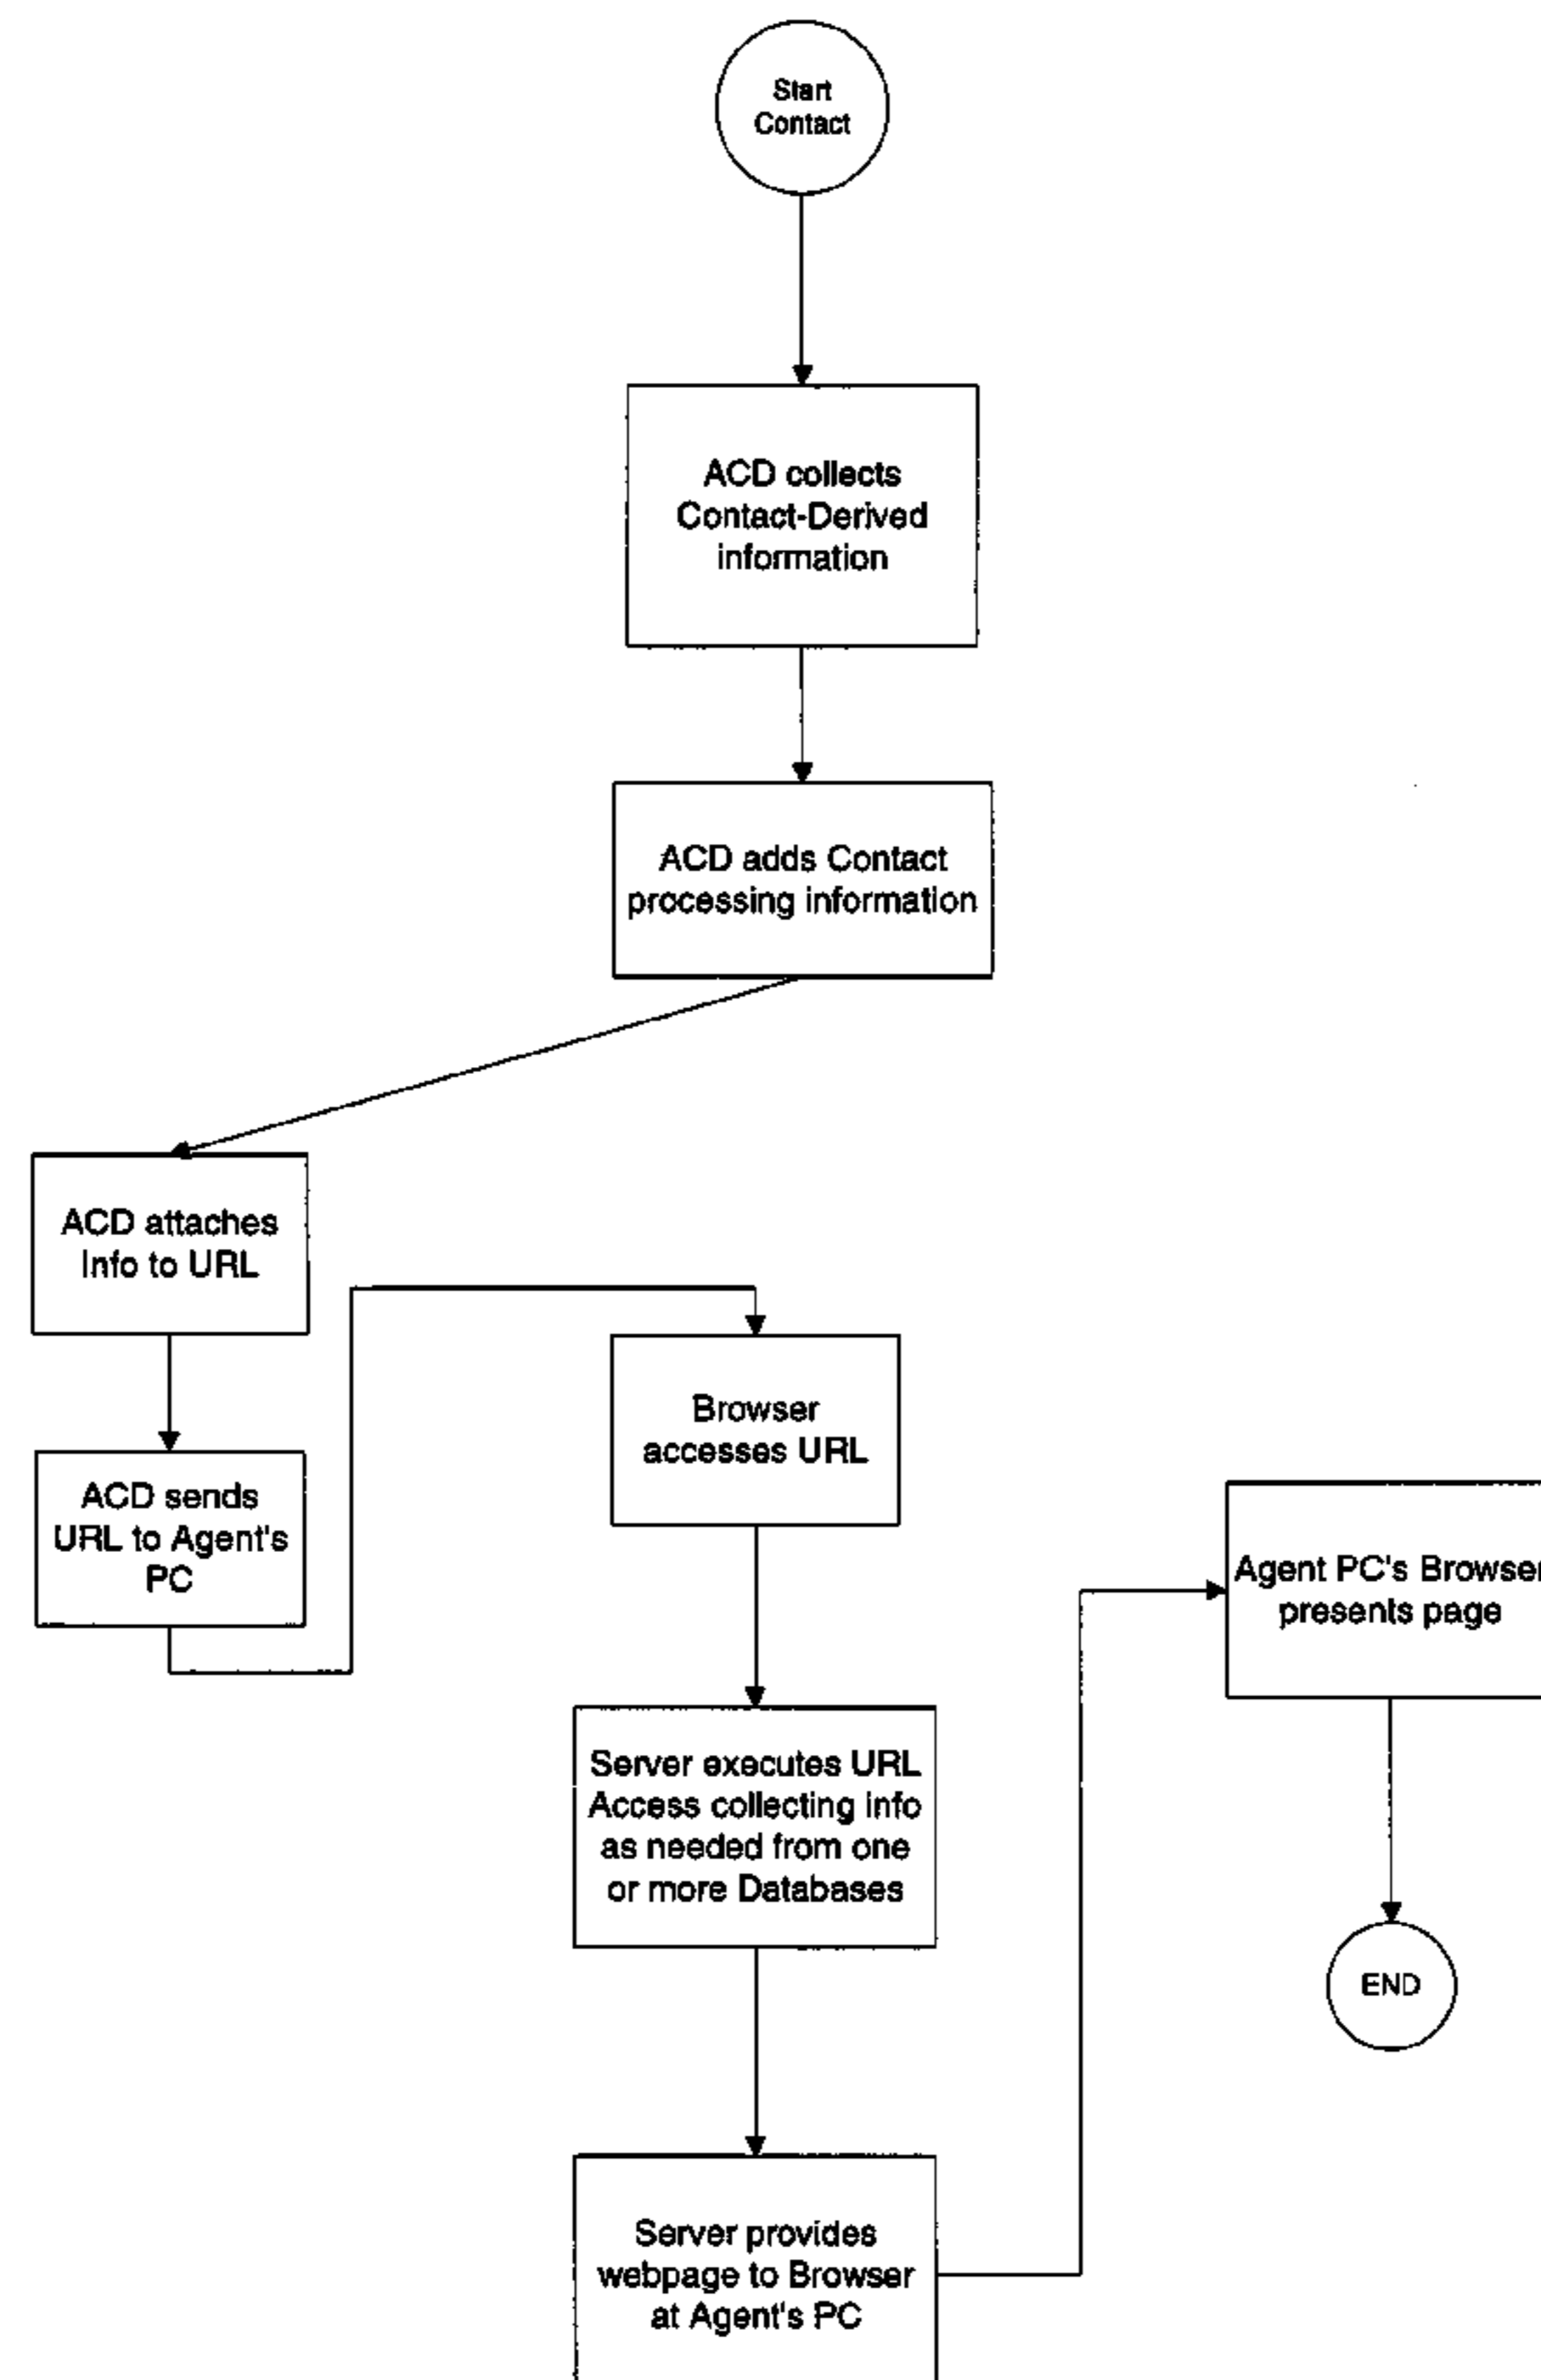 Start
Contact
ACD collects
Contact-Derived
information
ACD adds Contact
processing information
ACD attaches
Info to URL
ACD sends
URL to Agent's
PC
Browser
accesses URL
Server executes URL
Access collecting info
as needed from one
or more Databases
Server provides
webpage to Browser
at Agent's PC
Agent PC's Browser
presents page
END